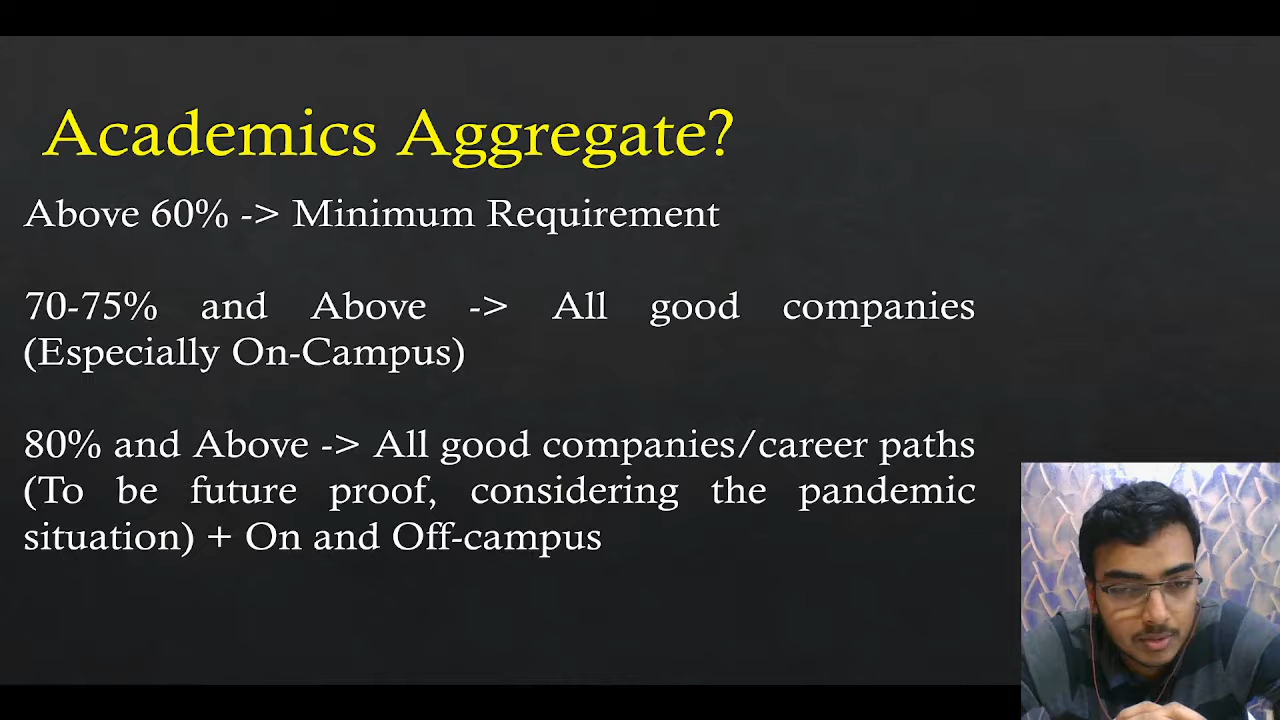 Academics Aggregate?
Above 60% -> Minimum Requirement
70-75% and Above -> All good companies
(Especially On-Campus)
80% and Above -> All good companies/career paths
(To be future proof, considering the pandemic
situation) + On and Off-campus